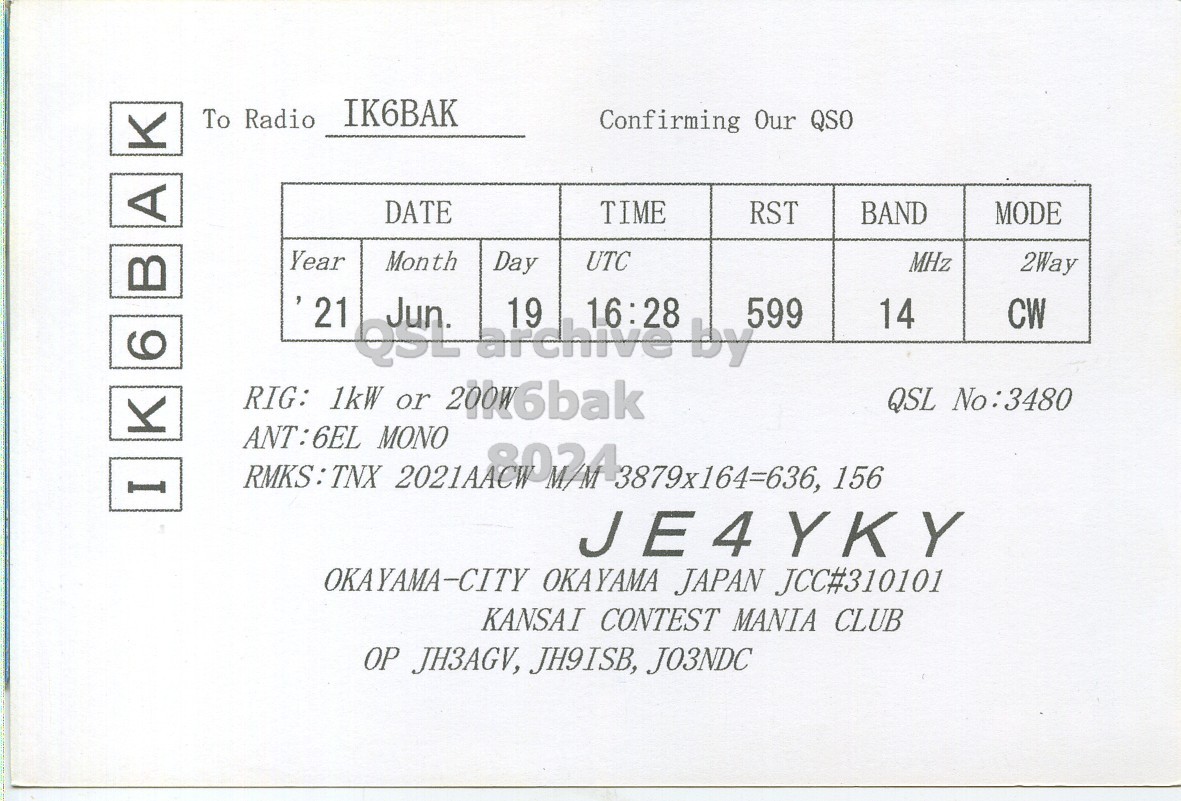 To Radio IK6BAK Confirming Our QSO
IK6BAK
DATE TIME RST BAND MODE
Year Month Day UTC MHz 2Way
'21 Jun. 19 16:28 599 14 CW
QSL archive by
ik6bak
8024
RIG: 1kW or 200W QSL No:3480
ANT:6EL MONO
RMKS:TNX 2021AACW M/M 3879x164=636,156
JE4YKY
OKAYAMA-CITY OKAYAMA JAPAN JCC#310101
KANSAI CONTEST MANIA CLUB
OP JH3AGV,JH9ISB,JO3NDC